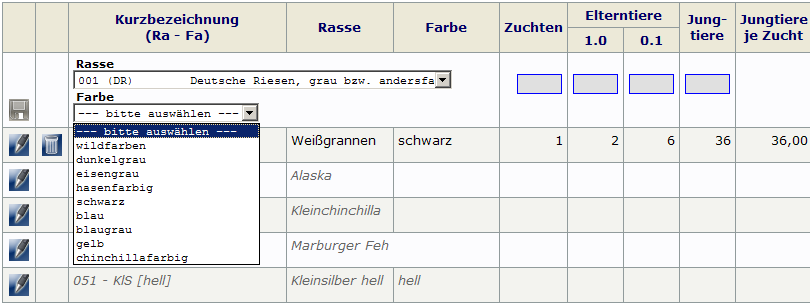 Kurzbezeichnung (Ra - Fa) Rasse Farbe Zuchten Elterntiere 1.0 0.1 Jung-tiere Jungtiere je Zucht
Rasse
001 (DR) Deutsche Riesen, grau bzw. andersfa
Farbe
--- bitte auswählen ---
--- bitte auswählen ---
wildfarben
dunkelgrau
eisengrau
hasenfarbig
schwarz
blau
blaugrau
gelb
chinchillafarbig
Weißgrannen schwarz 1 2 6 36 36,00
Alaska
Kleinchinchilla
Marburger Feh
051 - KlS [hell] Kleinsilber hell hell